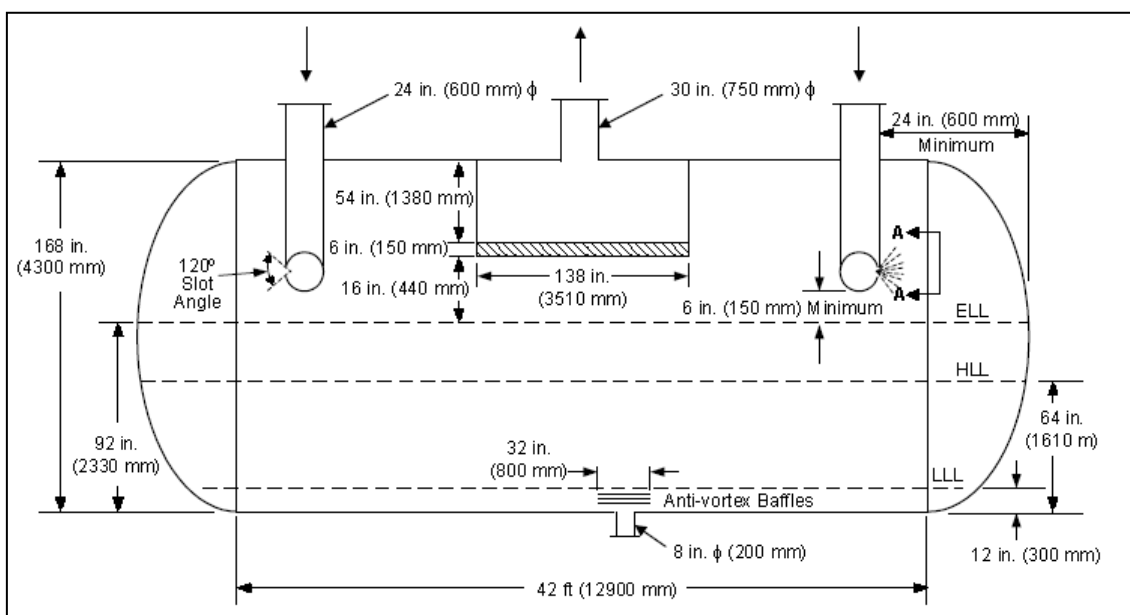 24 in. (600 mm) ϕ
30 in. (750 mm) ϕ
24 in. (600 mm)
Minimum
54 in. (1380 mm)
6 in. (150 mm)
16 in. (440 mm)
168 in.
(4300 mm)
120º
Slot
Angle
138 in.
(3510 mm)
A
A
6 in. (150 mm) Minimum
ELL
HLL
92 in.
(2330 mm)
64 in.
(1610 m)
32 in.
(800 mm)
LLL
Anti-vortex Baffles
8 in. ϕ (200 mm)
12 in. (300 mm)
42 ft (12900 mm)